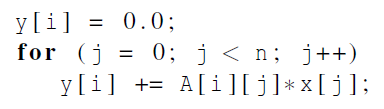 y[i] = 0.0;
for (j = 0; j < n; j++)
y[i] += A[i][j]*x[j];